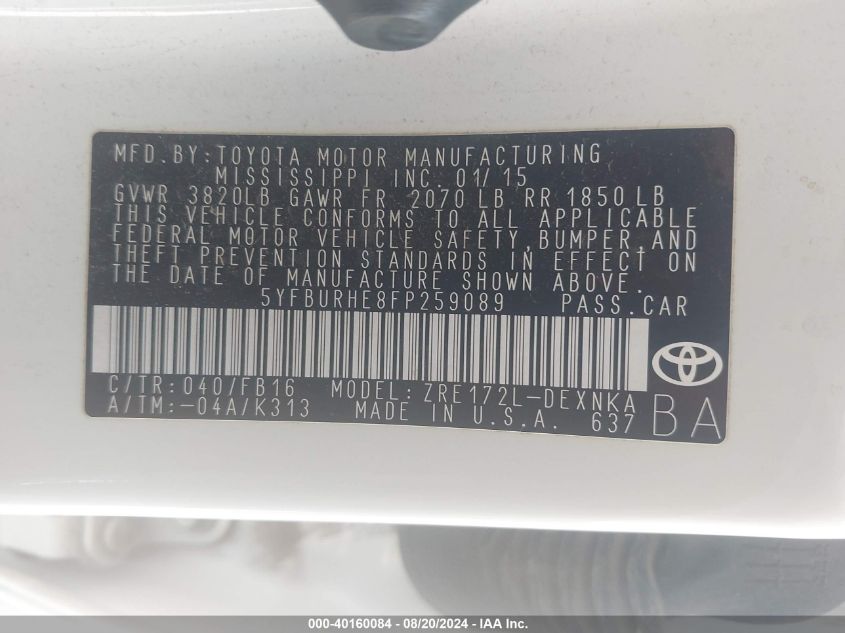 MFD.BY:TOYOTA MOTOR MANUFACTURING
MISSISSIPPI INC. 01/15
GVWR 3820LB GAWR FR 2070 LB RR 1850 LB
THIS VEHICLE CONFORMS TO ALL APPLICABLE
FEDERAL MOTOR VEHICLE SAFETY,BUMPER,AND
THEFT PREVENTION STANDARDS IN EFFECT ON
THE DATE OF MANUFACTURE SHOWN ABOVE.
5YFBURHE8FP259089 PASS.CAR
C/TR:040/FB16 MODEL:ZRE172L-DEXNKA
A/TM:-04A/K313 MADE IN U.S.A. 637 BA
000-40160084 - 08/20/2024 - IAA Inc.